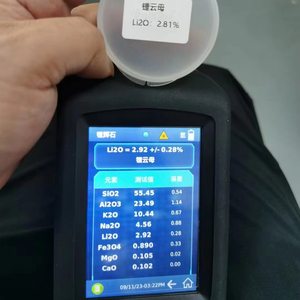 锂云母
Li2O: 2.81%
锂辉石
Li2O = 2.92 +/- 0.28%
锂云母
元素 测试值 误差
SiO2 55.45 0.54
Al2O3 23.49 1.14
K2O 10.44 0.67
Na2O 4.56 0.86
Li2O 2.92 0.28
Fe3O4 0.890 0.33
MgO 0.105 0.02
CaO 0.102 0.00
09/11/23-03:22PM